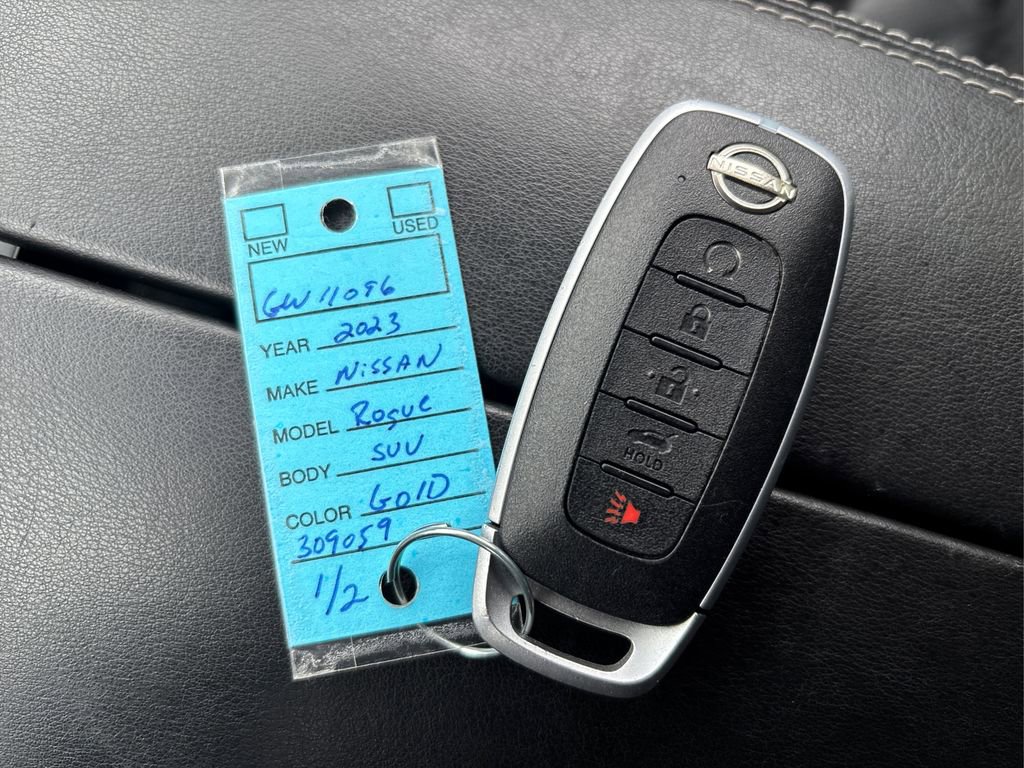 NEW USED
GW11096
YEAR 2023
MAKE NISSAN
MODEL Rogue
BODY SUV
COLOR GOlD
309059
1/2
NISSAN
HOLD